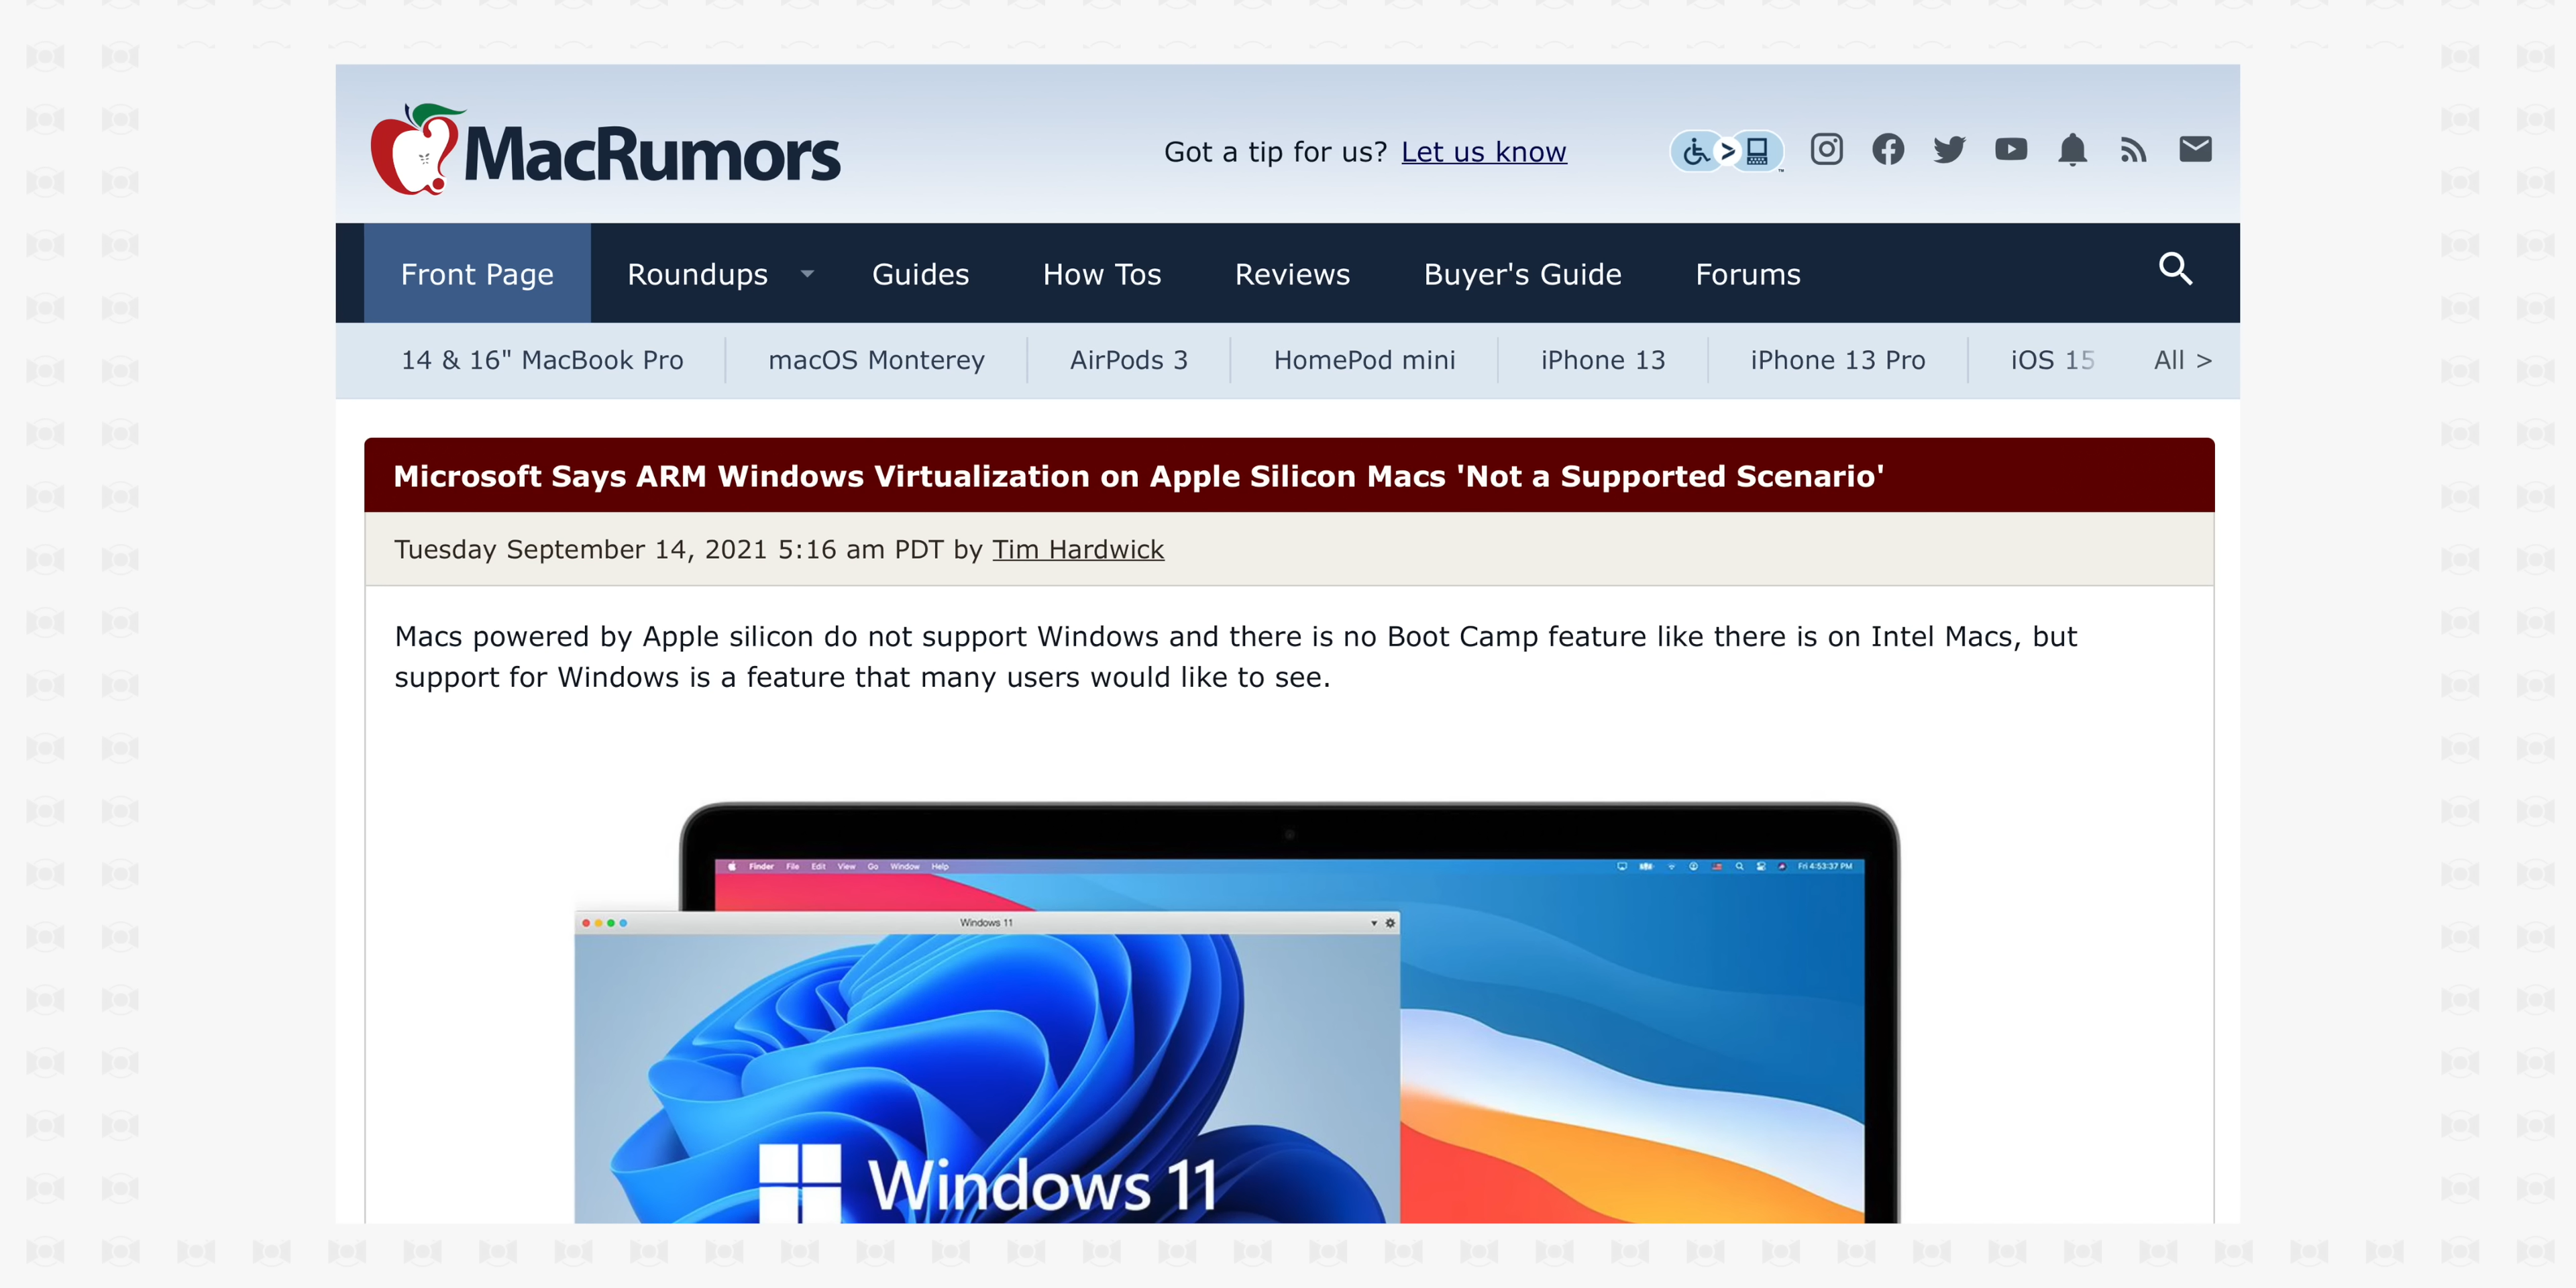 MacRumors
Got a tip for us? Let us know
Front Page Roundups Guides How Tos Reviews Buyer's Guide Forums
14 & 16" MacBook Pro macOS Monterey AirPods 3 HomePod mini iPhone 13 iPhone 13 Pro iOS 15 All >
Microsoft Says ARM Windows Virtualization on Apple Silicon Macs 'Not a Supported Scenario'
Tuesday September 14, 2021 5:16 am PDT by Tim Hardwick
Macs powered by Apple silicon do not support Windows and there is no Boot Camp feature like there is on Intel Macs, but
support for Windows is a feature that many users would like to see.
Finder File Edit View Go Window Help Fri 4:53:37 PM
Windows 11
Windows 11